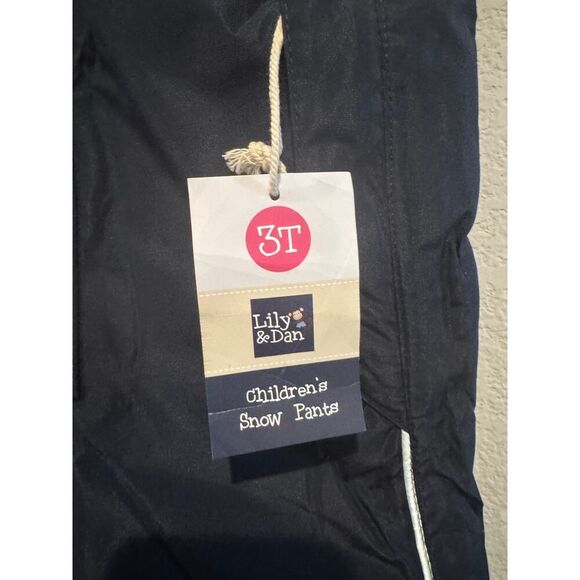 3T
Lily
&Dan
Children's
Snow Pants